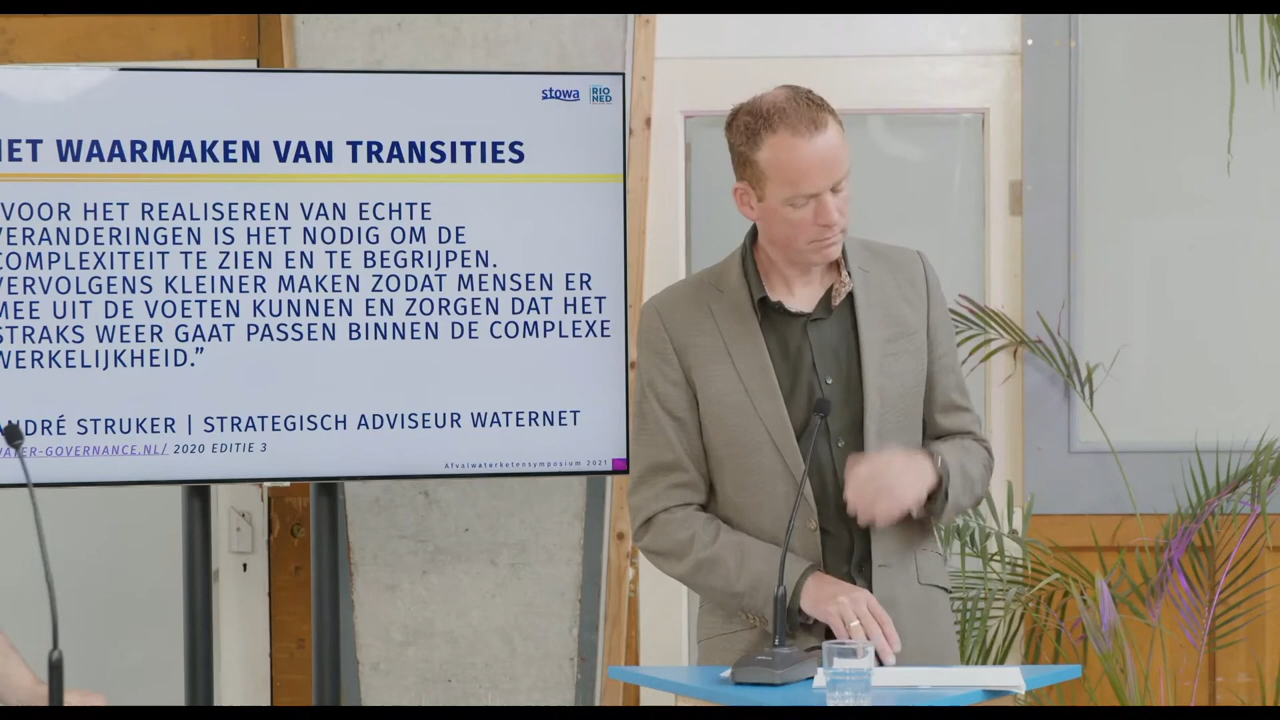 stowa
RIO
NED
HET WAARMAKEN VAN TRANSITIES
VOOR HET REALISEREN VAN ECHTE
VERANDERINGEN IS HET NODIG OM DE
COMPLEXITEIT TE ZIEN EN TE BEGRIJPEN.
VERVOLGENS KLEINER MAKEN ZODAT MENSEN ER
MEE UIT DE VOETEN KUNNEN EN ZORGEN DAT HET
STRAKS WEER GAAT PASSEN BINNEN DE COMPLEXE
WERKELIJKHEID.”
ANDRÉ STRUKER | STRATEGISCH ADVISEUR WATERNET
WATER-GOVERNANCE.NL/ 2020 EDITIE 3
Afvalwaterketensymposium 2021